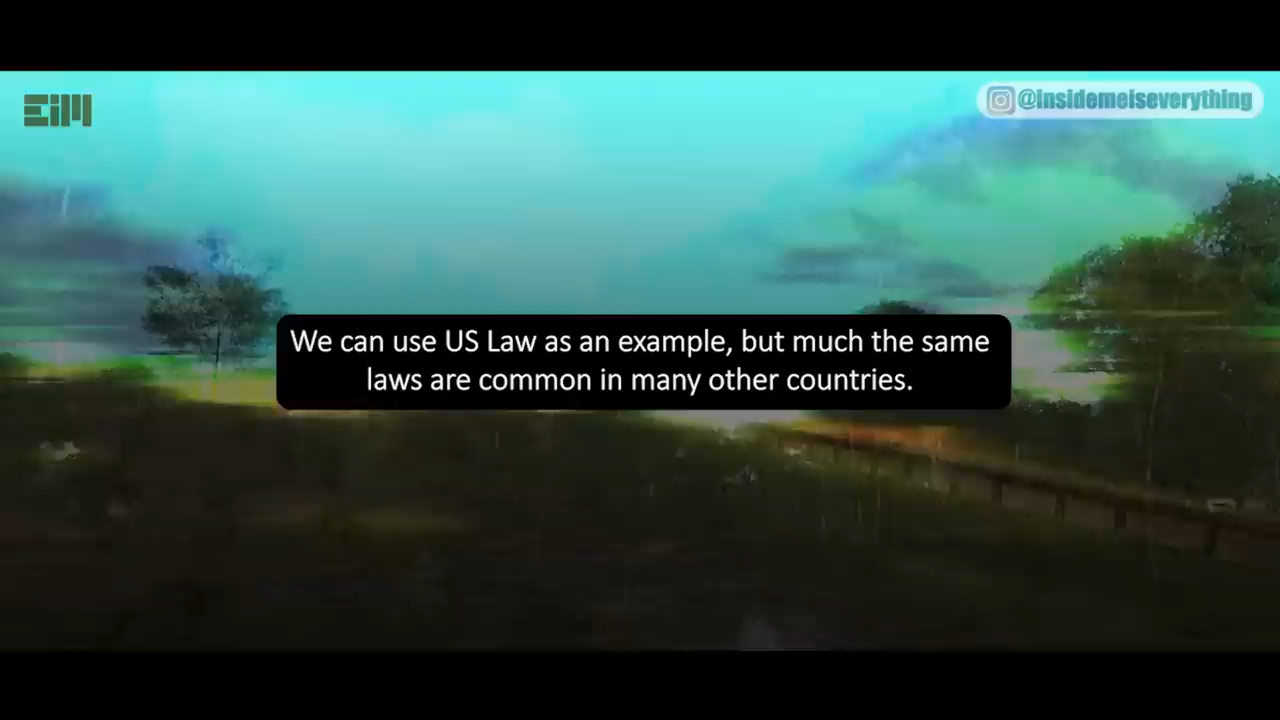 EiM
@insidemeiseverything
We can use US Law as an example, but much the same
laws are common in many other countries.